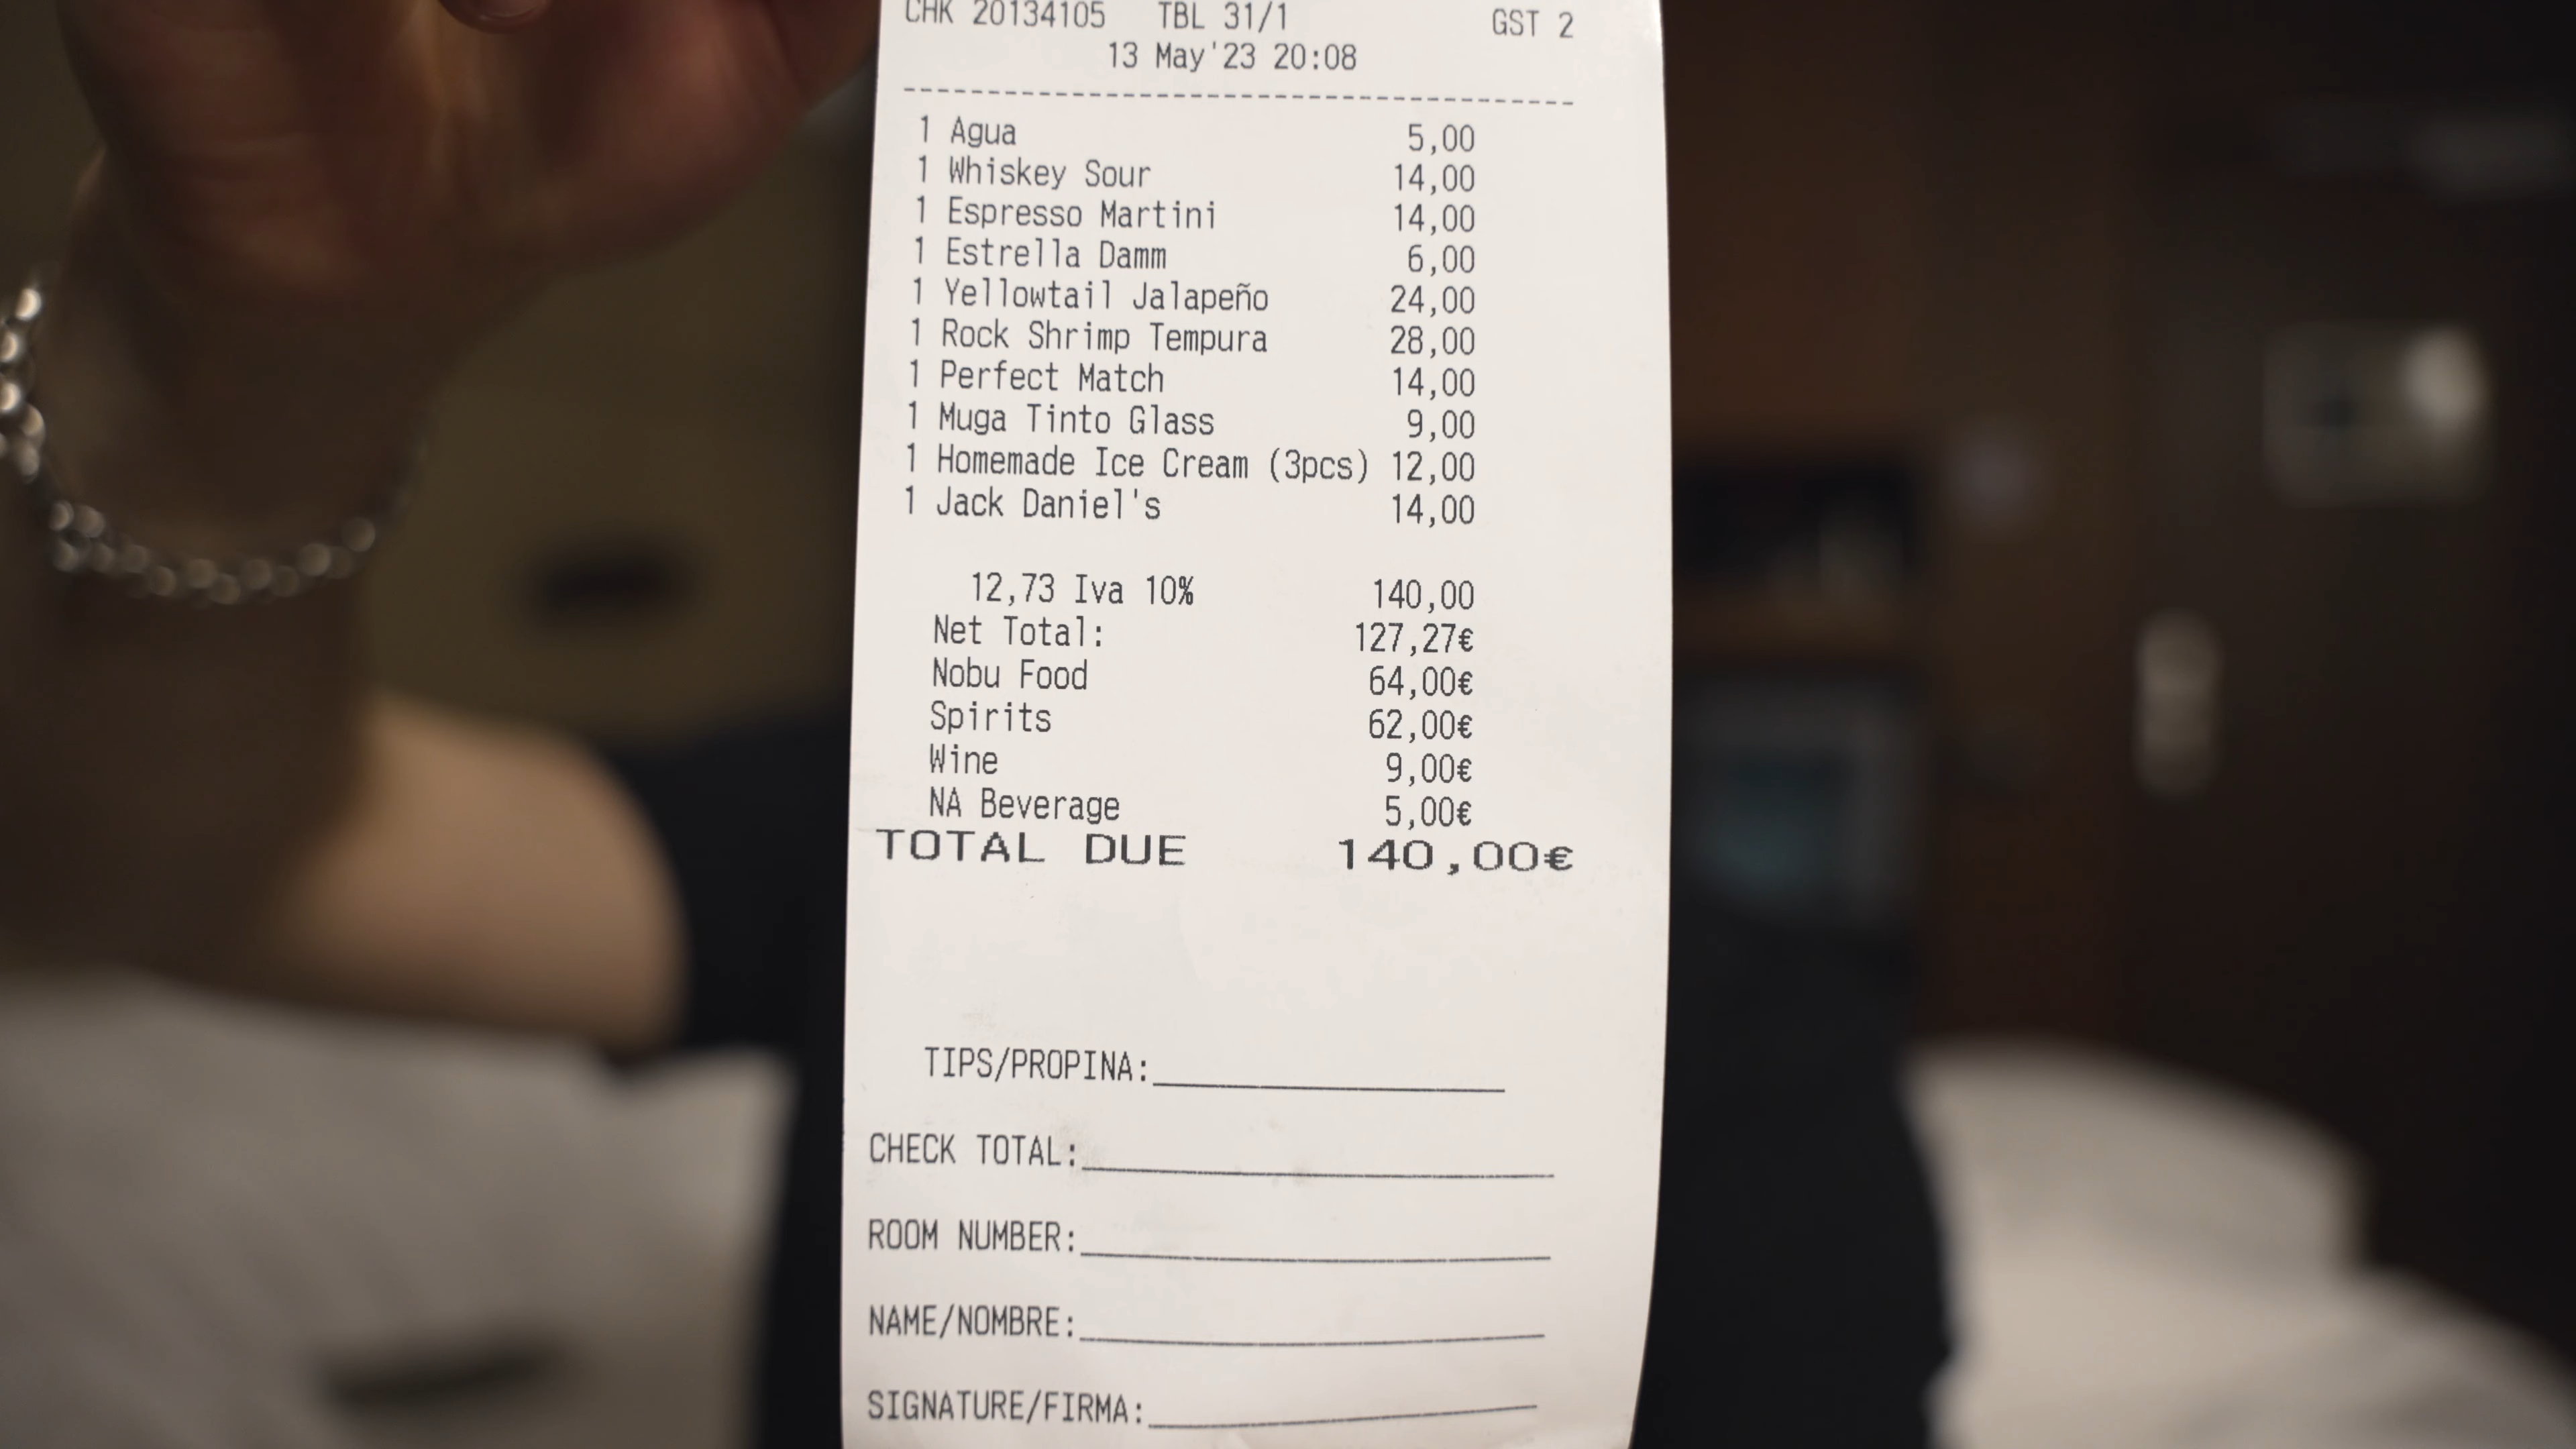 CHK 20134105 TBL 31/1 GST 2
13 May'23 20:08
1 Agua 5,00
1 Whiskey Sour 14,00
1 Espresso Martini 14,00
1 Estrella Damm 6,00
1 Yellowtail Jalapeño 24,00
1 Rock Shrimp Tempura 28,00
1 Perfect Match 14,00
1 Muga Tinto Glass 9,00
1 Homemade Ice Cream (3pcs) 12,00
1 Jack Daniel's 14,00
12,73 Iva 10% 140,00
Net Total: 127,27€
Nobu Food 64,00€
Spirits 62,00€
Wine 9,00€
NA Beverage 5,00€
TOTAL DUE 140,00€
TIPS/PROPINA:
CHECK TOTAL:
ROOM NUMBER:
NAME/NOMBRE:
SIGNATURE/FIRMA: